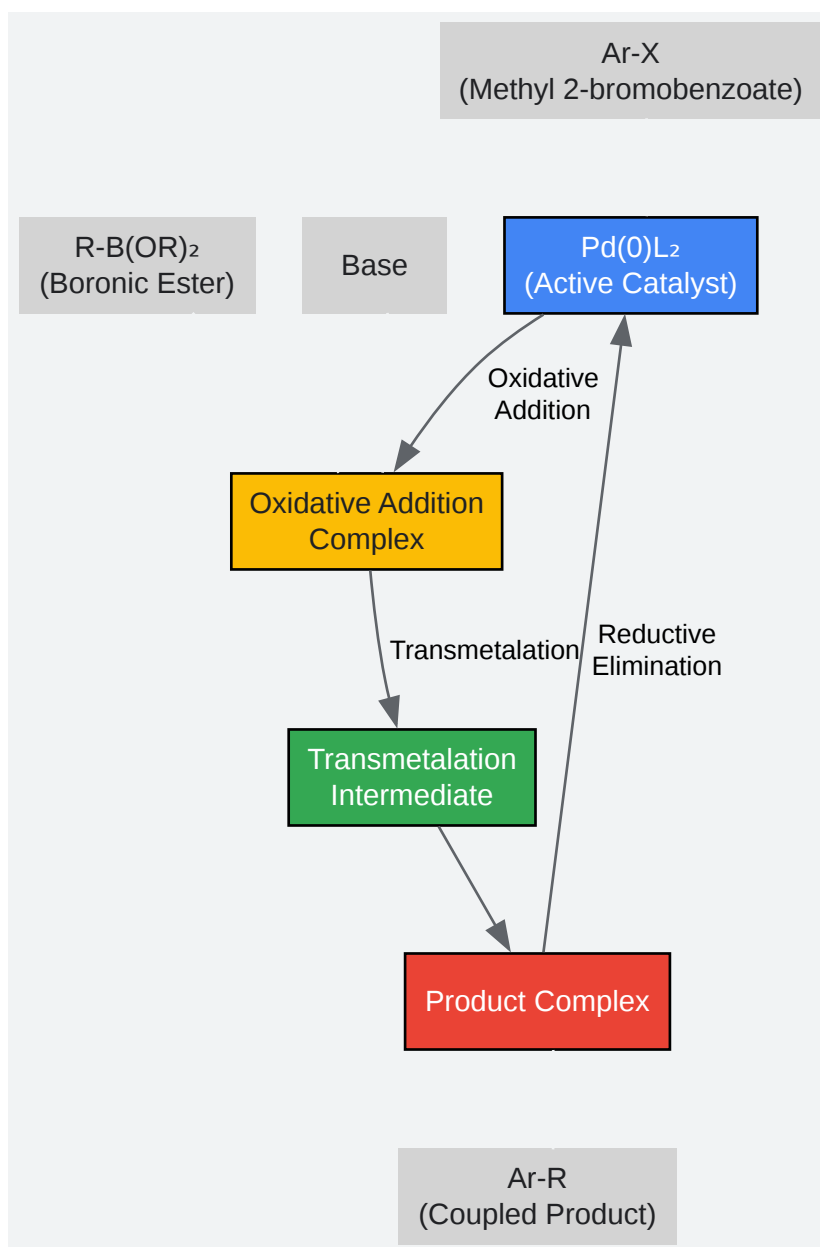 Ar-X
(Methyl 2-bromobenzoate)
R-B(OR)₂
(Boronic Ester)
Base
Pd(0)L₂
(Active Catalyst)
Oxidative
Addition
Oxidative Addition
Complex
Transmetalation
Reductive
Elimination
Transmetalation
Intermediate
Product Complex
Ar-R
(Coupled Product)